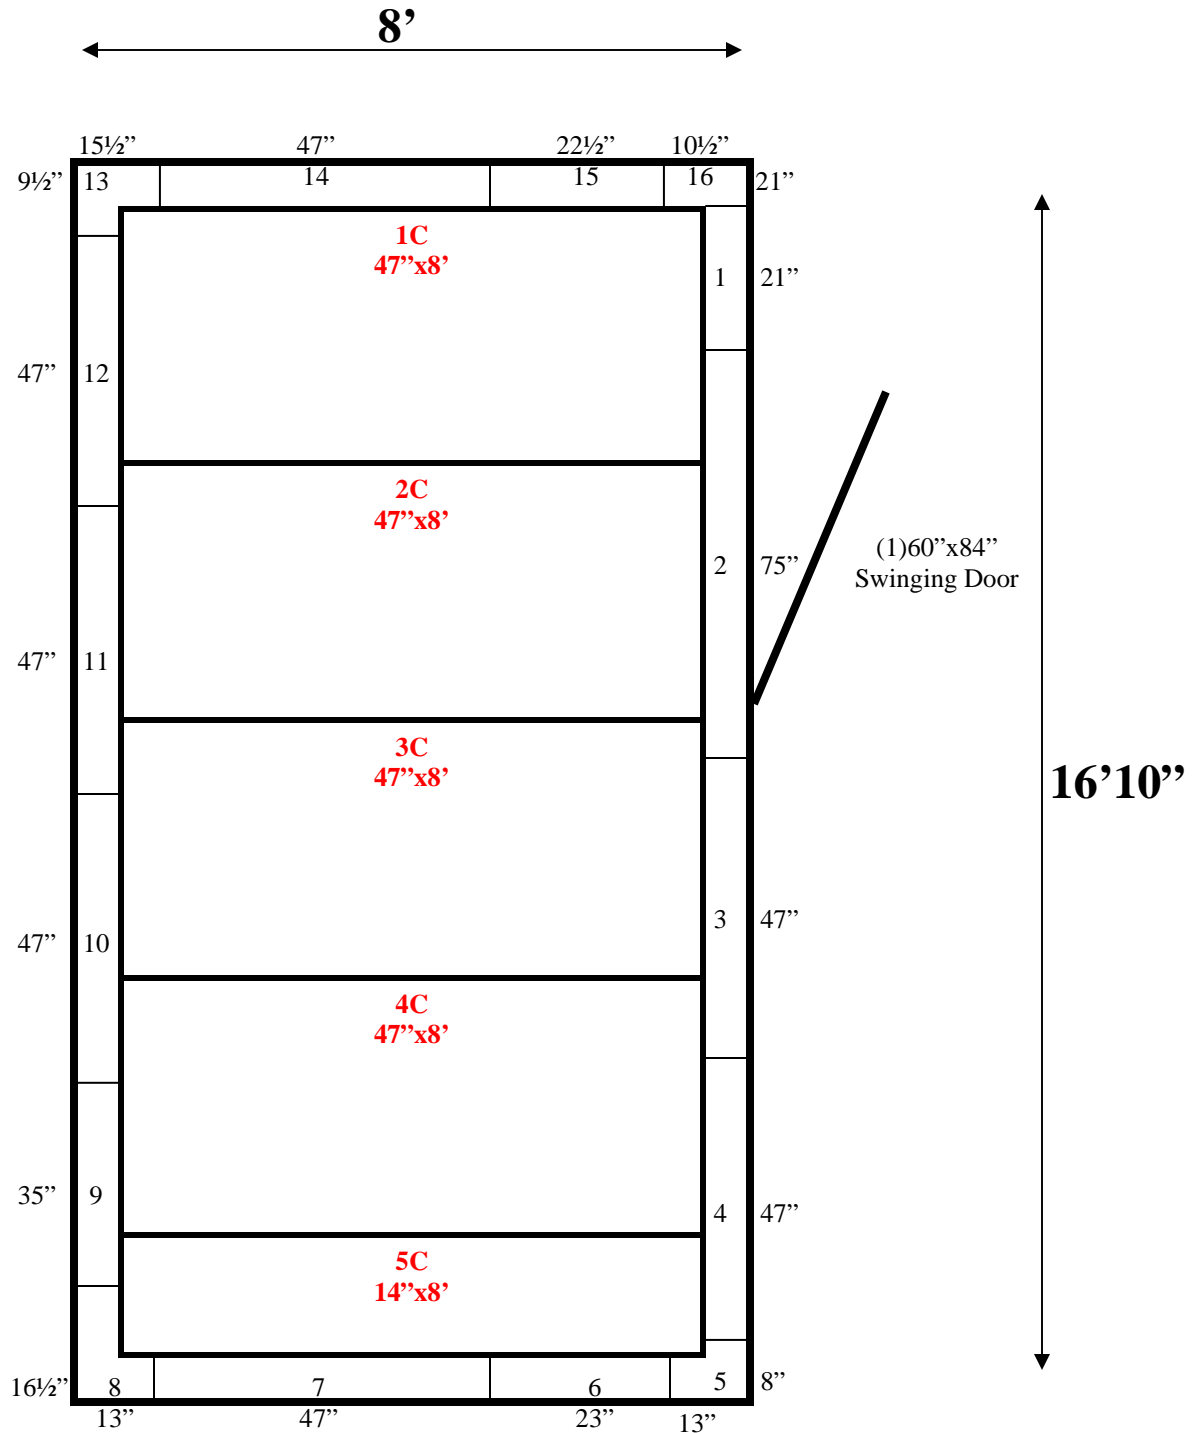 8’
15½” 47” 22½” 10½”
9½” 13 14 15 16 21”
1C
47”x8’
1 21”
47” 12
2C
47”x8’
(1)60”x84”
Swinging Door
2 75”
47” 11
3C
47”x8’
16’10”
3 47”
47” 10
4C
47”x8’
35” 9
4 47”
5C
14”x8’
16½” 8 7 6 5 8”
13” 47” 23” 13”